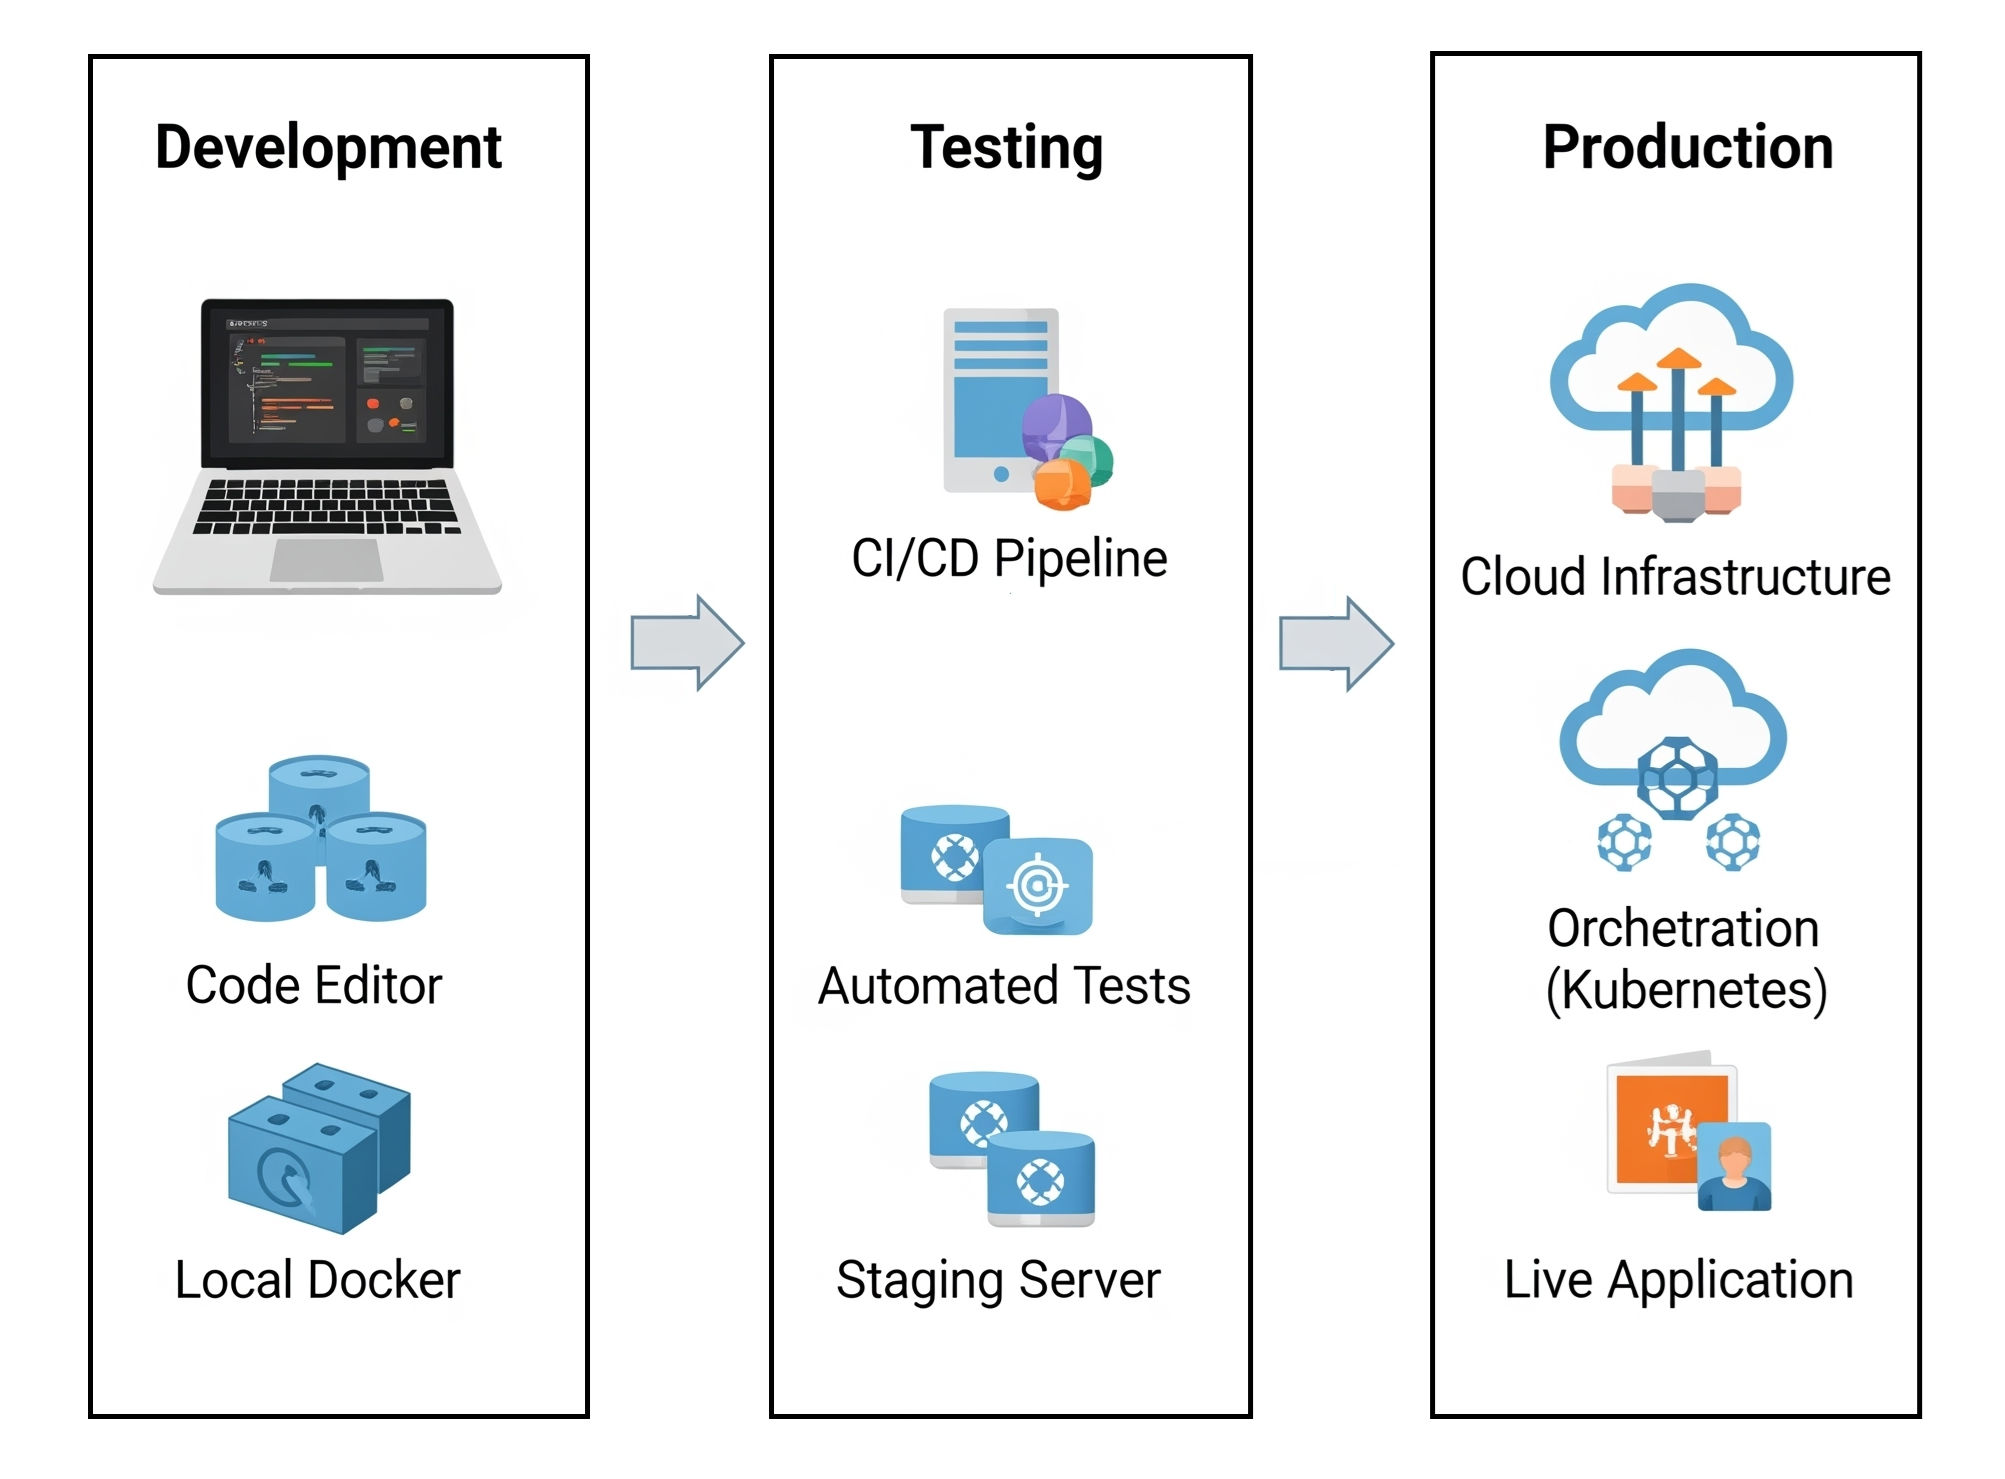 Development
Code Editor
Local Docker
Testing
CI/CD Pipeline
Automated Tests
Staging Server
Production
Cloud Infrastructure
Orchetration
(Kubernetes)
Live Application